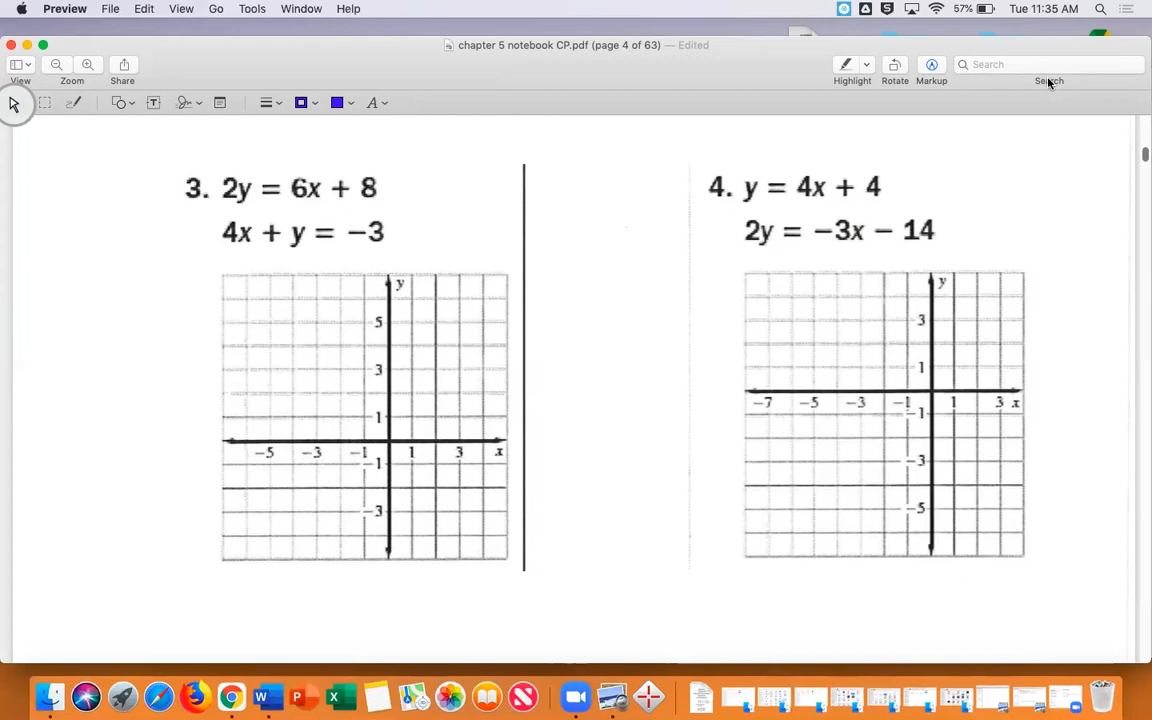 Preview File Edit View Go Tools Window Help
57% Tue 11:35 AM
chapter 5 notebook CP.pdf (page 4 of 63) — Edited
Search
View Zoom Share Highlight Rotate Markup Search
3. 2y = 6x + 8
4x + y = −3
y
5
3
1
−5 −3 −1 1 3 x
−1
−3
4. y = 4x + 4
2y = −3x − 14
y
3
1
−7 −5 −3 −1 1 3 x
−1
−3
−5